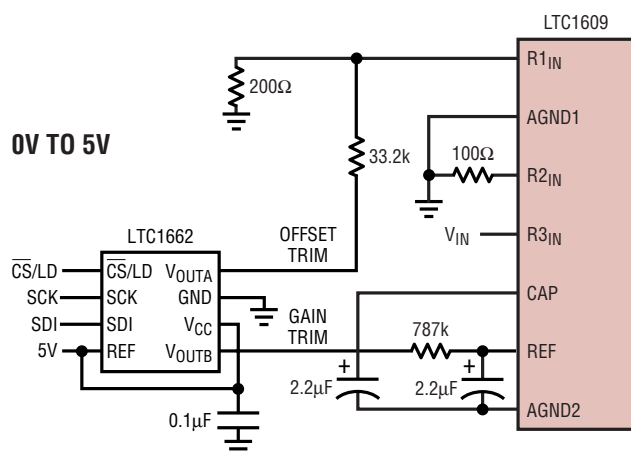 LTC1609
R1IN
200Ω
AGND1
0V TO 5V
33.2k
100Ω
R2IN
LTC1662
OFFSET
TRIM
VIN
R3IN
CS/LD
CS/LD
VOUTA
SCK
SCK
GND
GAIN
TRIM
CAP
SDI
SDI
VCC
787k
5V
REF
VOUTB
REF
+
+
2.2µF
2.2µF
0.1µF
AGND2